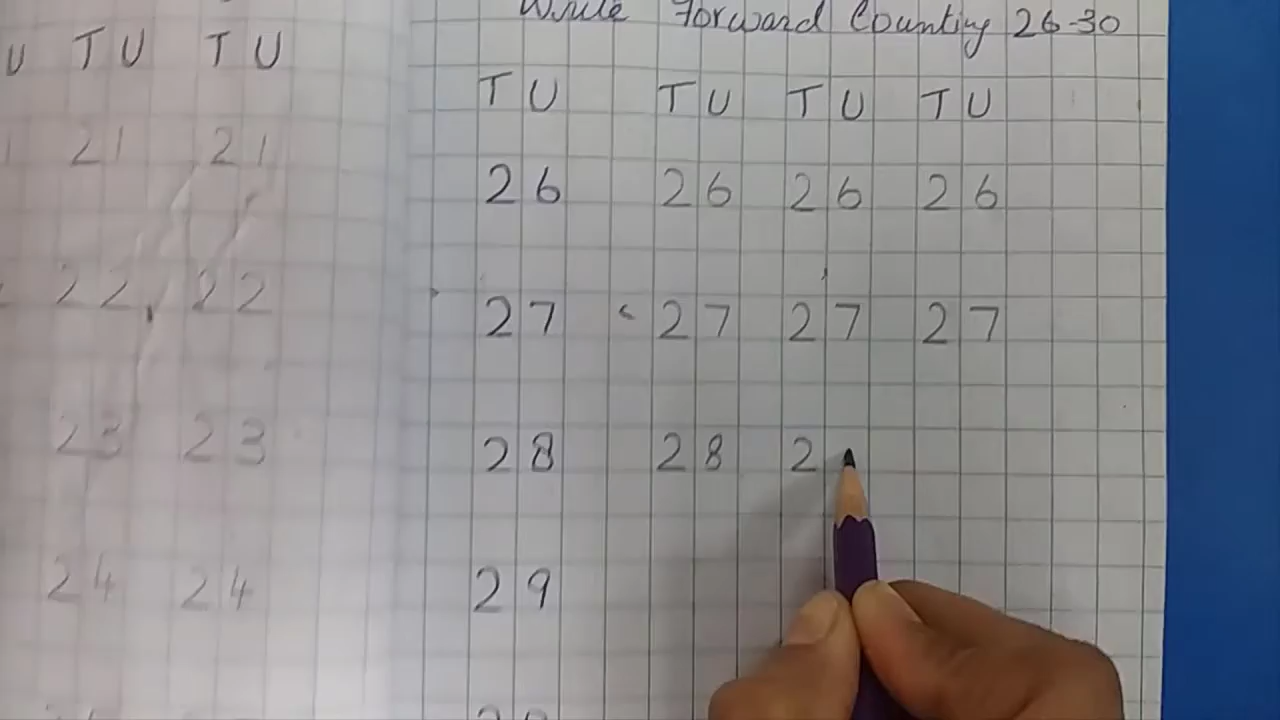 Write Forward Counting 26-30
U T U T U
21 21
22 22
23 23
24 24
T U T U T U T U
26 26 26 26
27 27 27 27
28 28 2
29